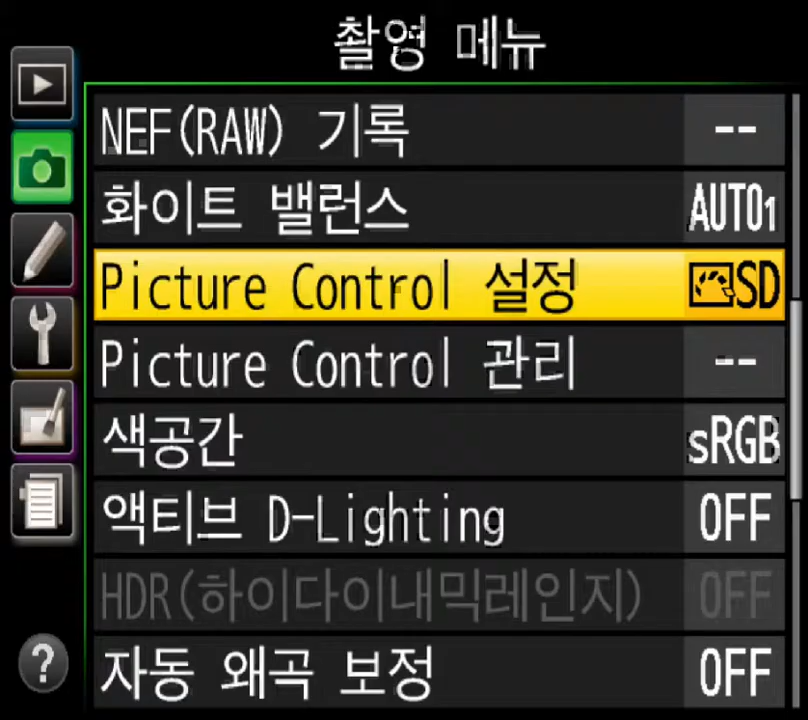 촬영 메뉴
NEF(RAW) 기록 --
화이트 밸런스 AUTO1
Picture Control 설정 SD
Picture Control 관리 --
색공간 sRGB
액티브 D-Lighting OFF
HDR(하이다이내믹레인지) OFF
자동 왜곡 보정 OFF
?